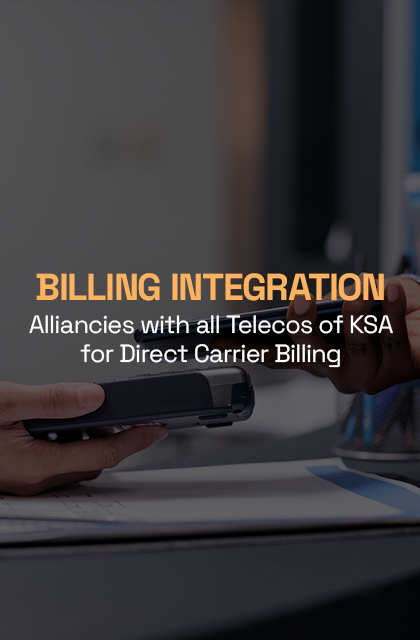 BILLING INTEGRATION
Alliancies with all Telecos of KSA
for Direct Carrier Billing